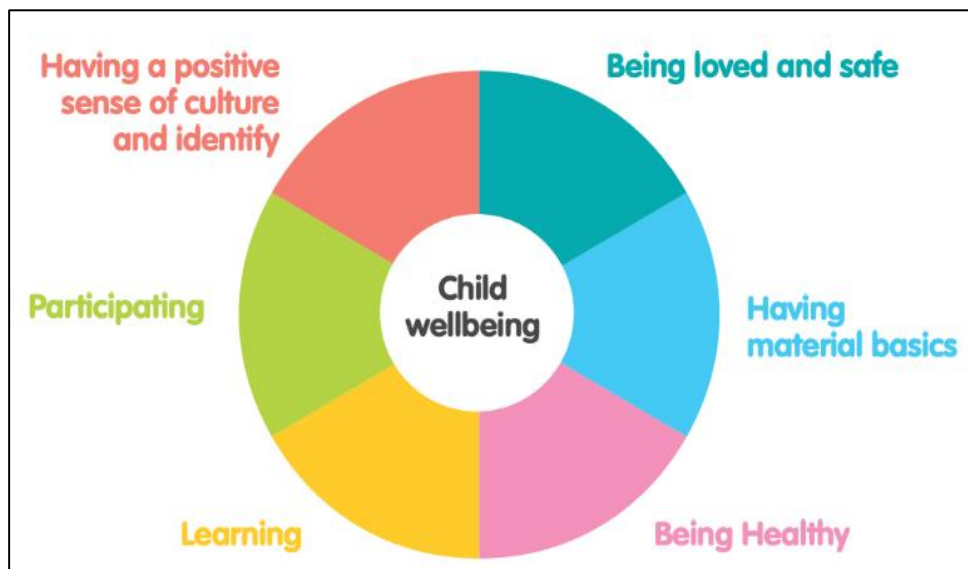 Having a positive
sense of culture
and identify
Being loved and safe
Participating
Child
wellbeing
Having
material basics
Learning
Being Healthy